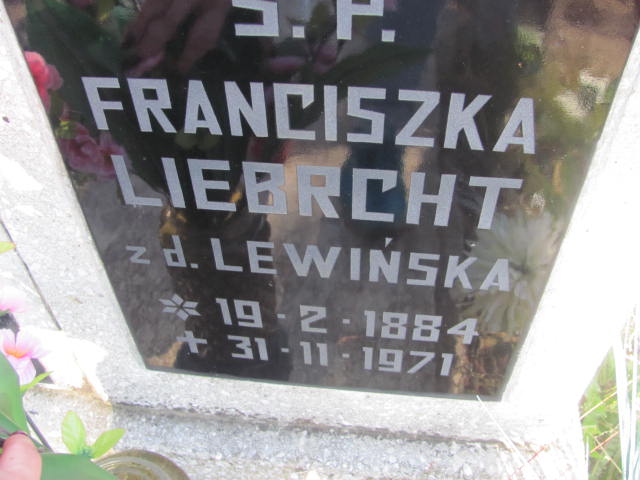 Ś. P.
FRANCISZKA
LIEBRCHT
z d. LEWIŃSKA
* 19-2-1884
+ 31-11-1971